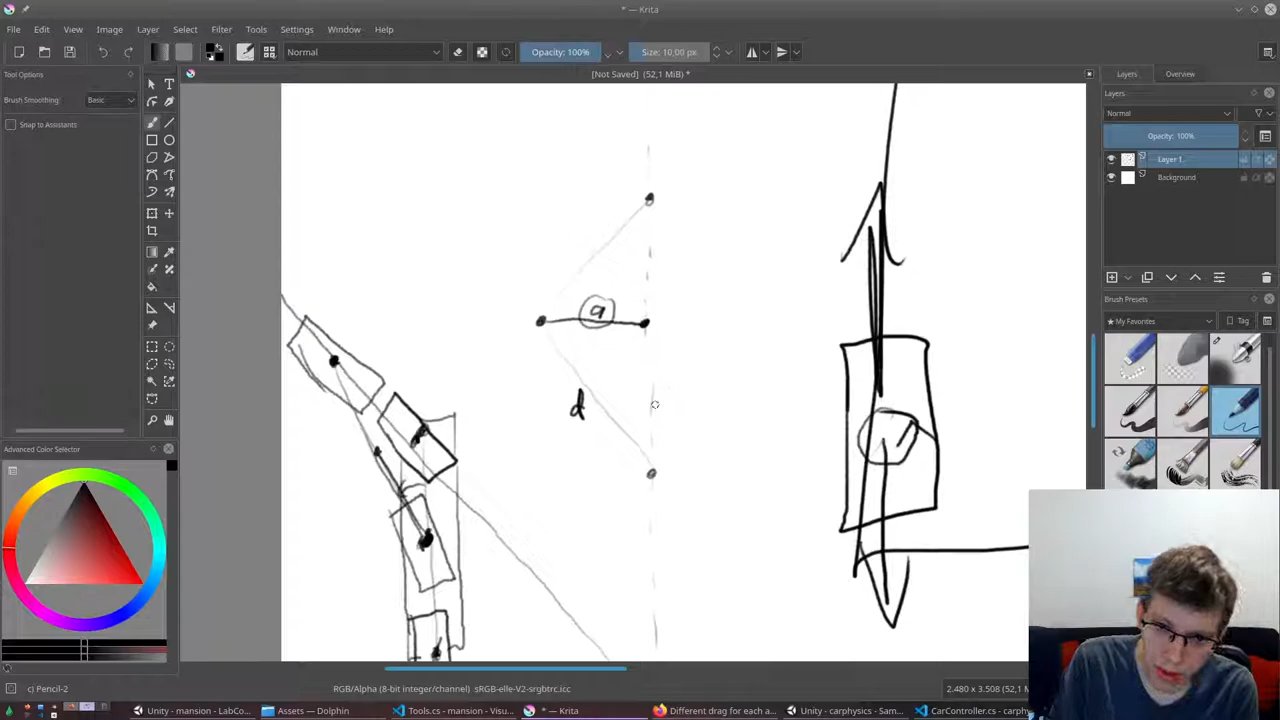 * — Krita
File Edit View Image Layer Select Filter Tools Settings Window Help
Normal
Opacity: 100%
Size: 10,00 px
Tool Options
[Not Saved] (52,1 MiB) *
Layers Overview
Brush Smoothing: Basic
Snap to Assistants
Layers
Normal
Opacity: 100%
Layer 1
Background
a
d
Brush Presets
★ My Favorites
Tag
Advanced Color Selector
c) Pencil-2
RGB/Alpha (8-bit integer/channel) sRGB-elle-V2-srgbtrc.icc
2.480 x 3.508 (52,1 M
Unity - mansion - LabCo...
Assets — Dolphin
Tools.cs - mansion - Visu...
* — Krita
Different drag for each a...
Unity - carphysics - Sam...
CarController.cs - carphy...